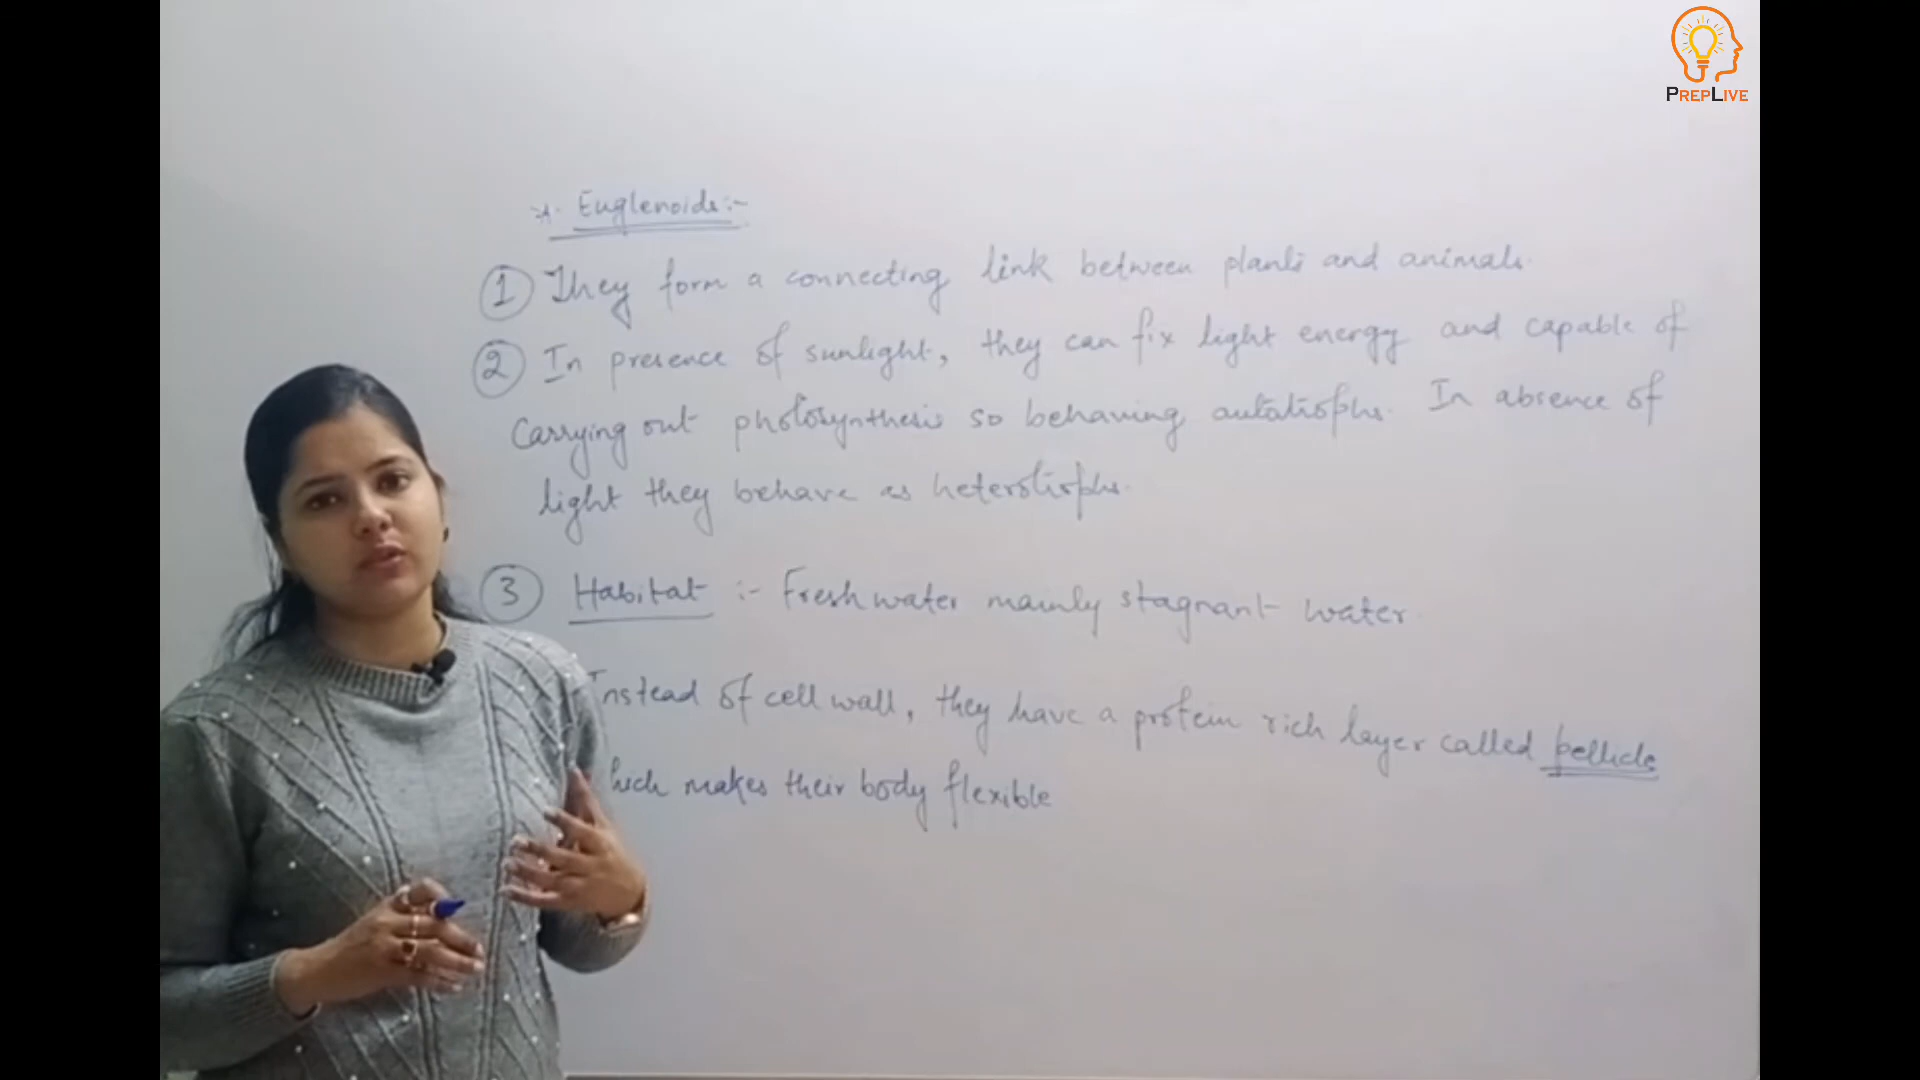 PREPLIVE
Euglenoids:-
1 They form a connecting link between plants and animals.
2 In presence of sunlight, they can fix light energy and capable of
Carrying out photosynthesis so behaving autotrophs. In absence of
light they behave as heterotrophs.
3 Habitat :- Fresh water mainly stagnant water.
Instead of cell wall, they have a protein rich layer called pellicle
hich makes their body flexible